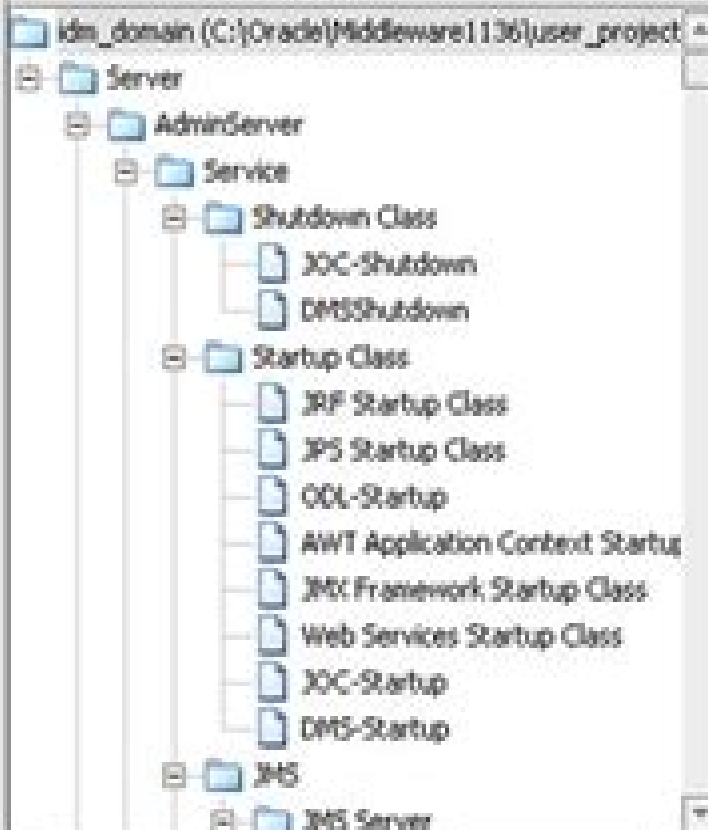 idm_domain (C:\Oracle\Middleware1136\user_project
Server
AdminServer
Service
Shutdown Class
JOC-Shutdown
DMSShutdown
Startup Class
JRF Startup Class
JPS Startup Class
ODL-Startup
AWT Application Context Startup
JMX Framework Startup Class
Web Services Startup Class
JOC-Startup
DMS-Startup
JMS
JMS Server